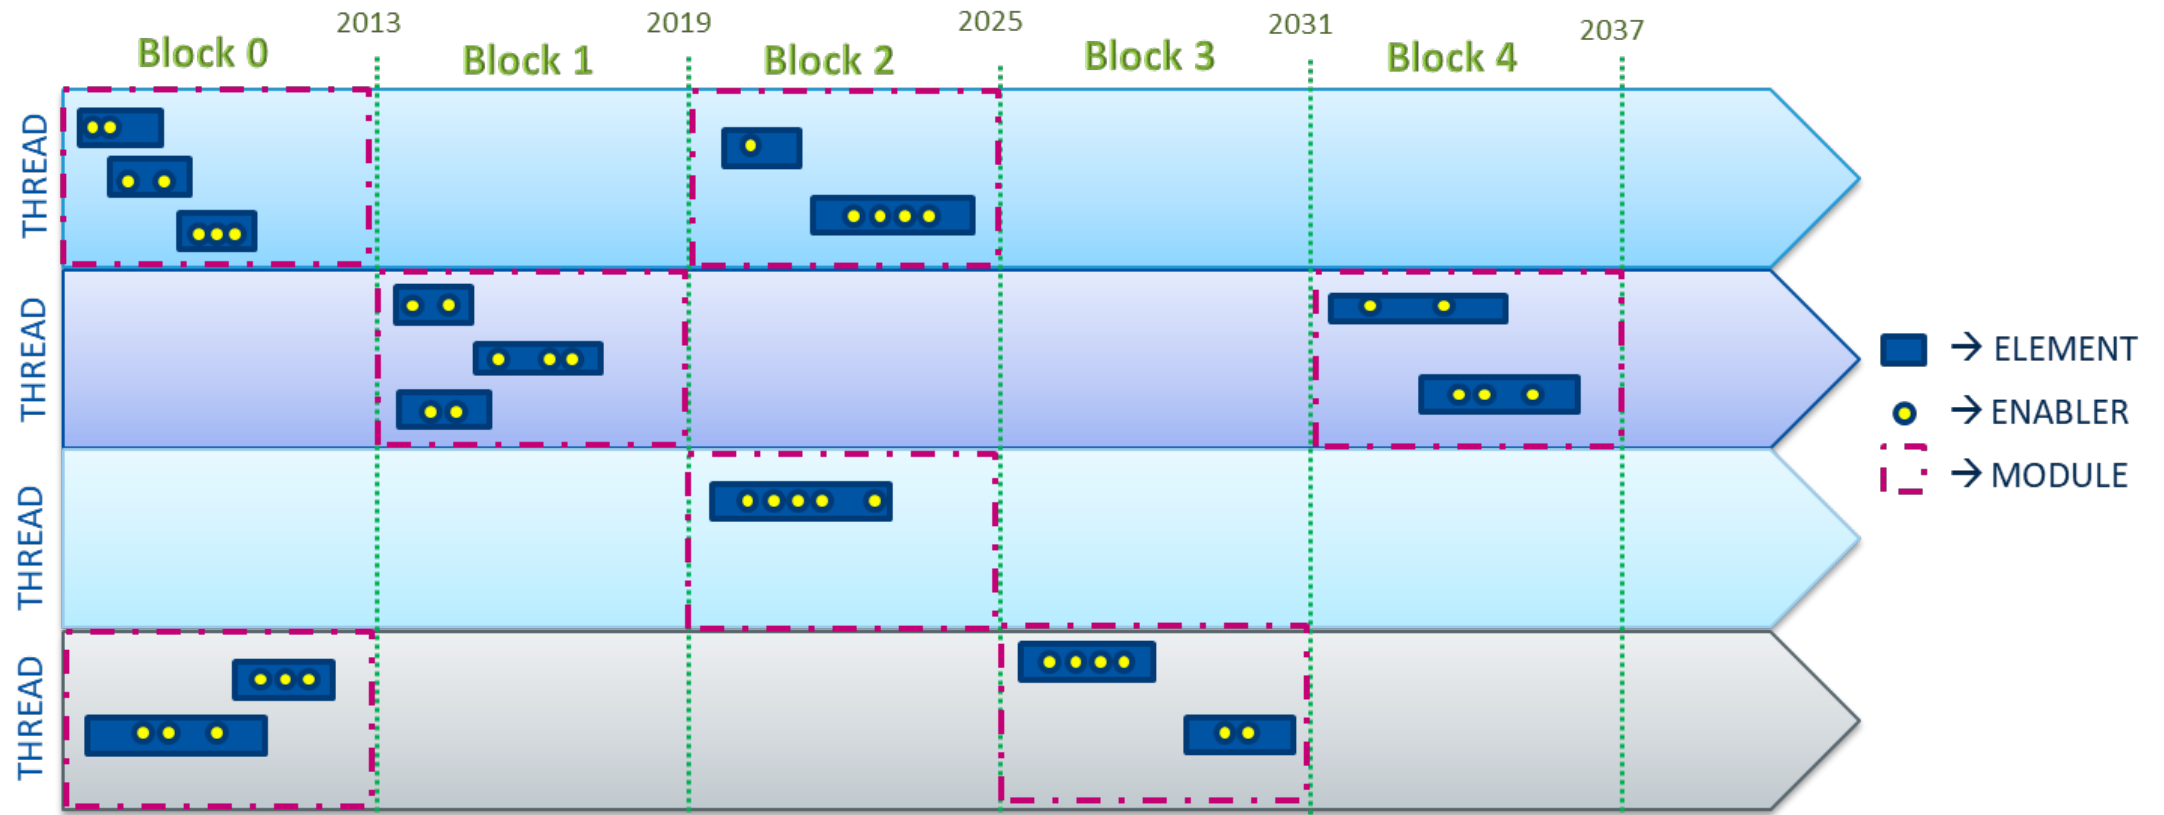 2013 2019 2025 2031 2037
Block 0 Block 1 Block 2 Block 3 Block 4
THREAD
THREAD
THREAD
THREAD
→ ELEMENT
→ ENABLER
→ MODULE